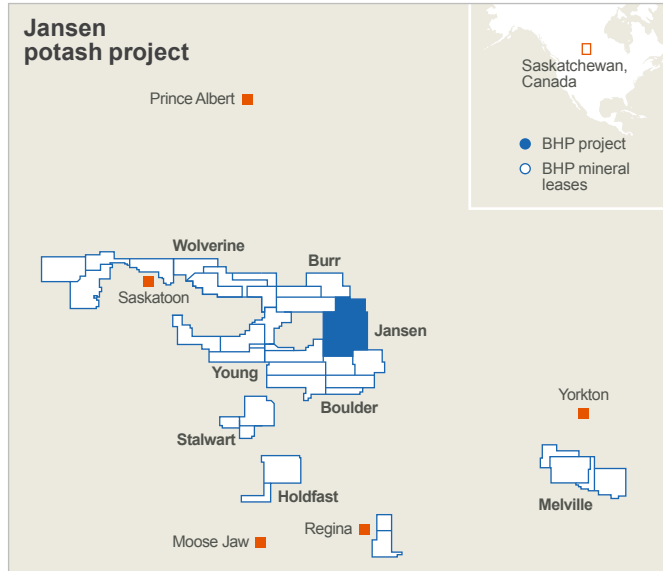 Jansen
potash project
Prince Albert
Saskatchewan,
Canada
BHP project
BHP mineral
leases
Wolverine
Burr
Saskatoon
Jansen
Young
Boulder
Yorkton
Stalwart
Holdfast
Melville
Regina
Moose Jaw